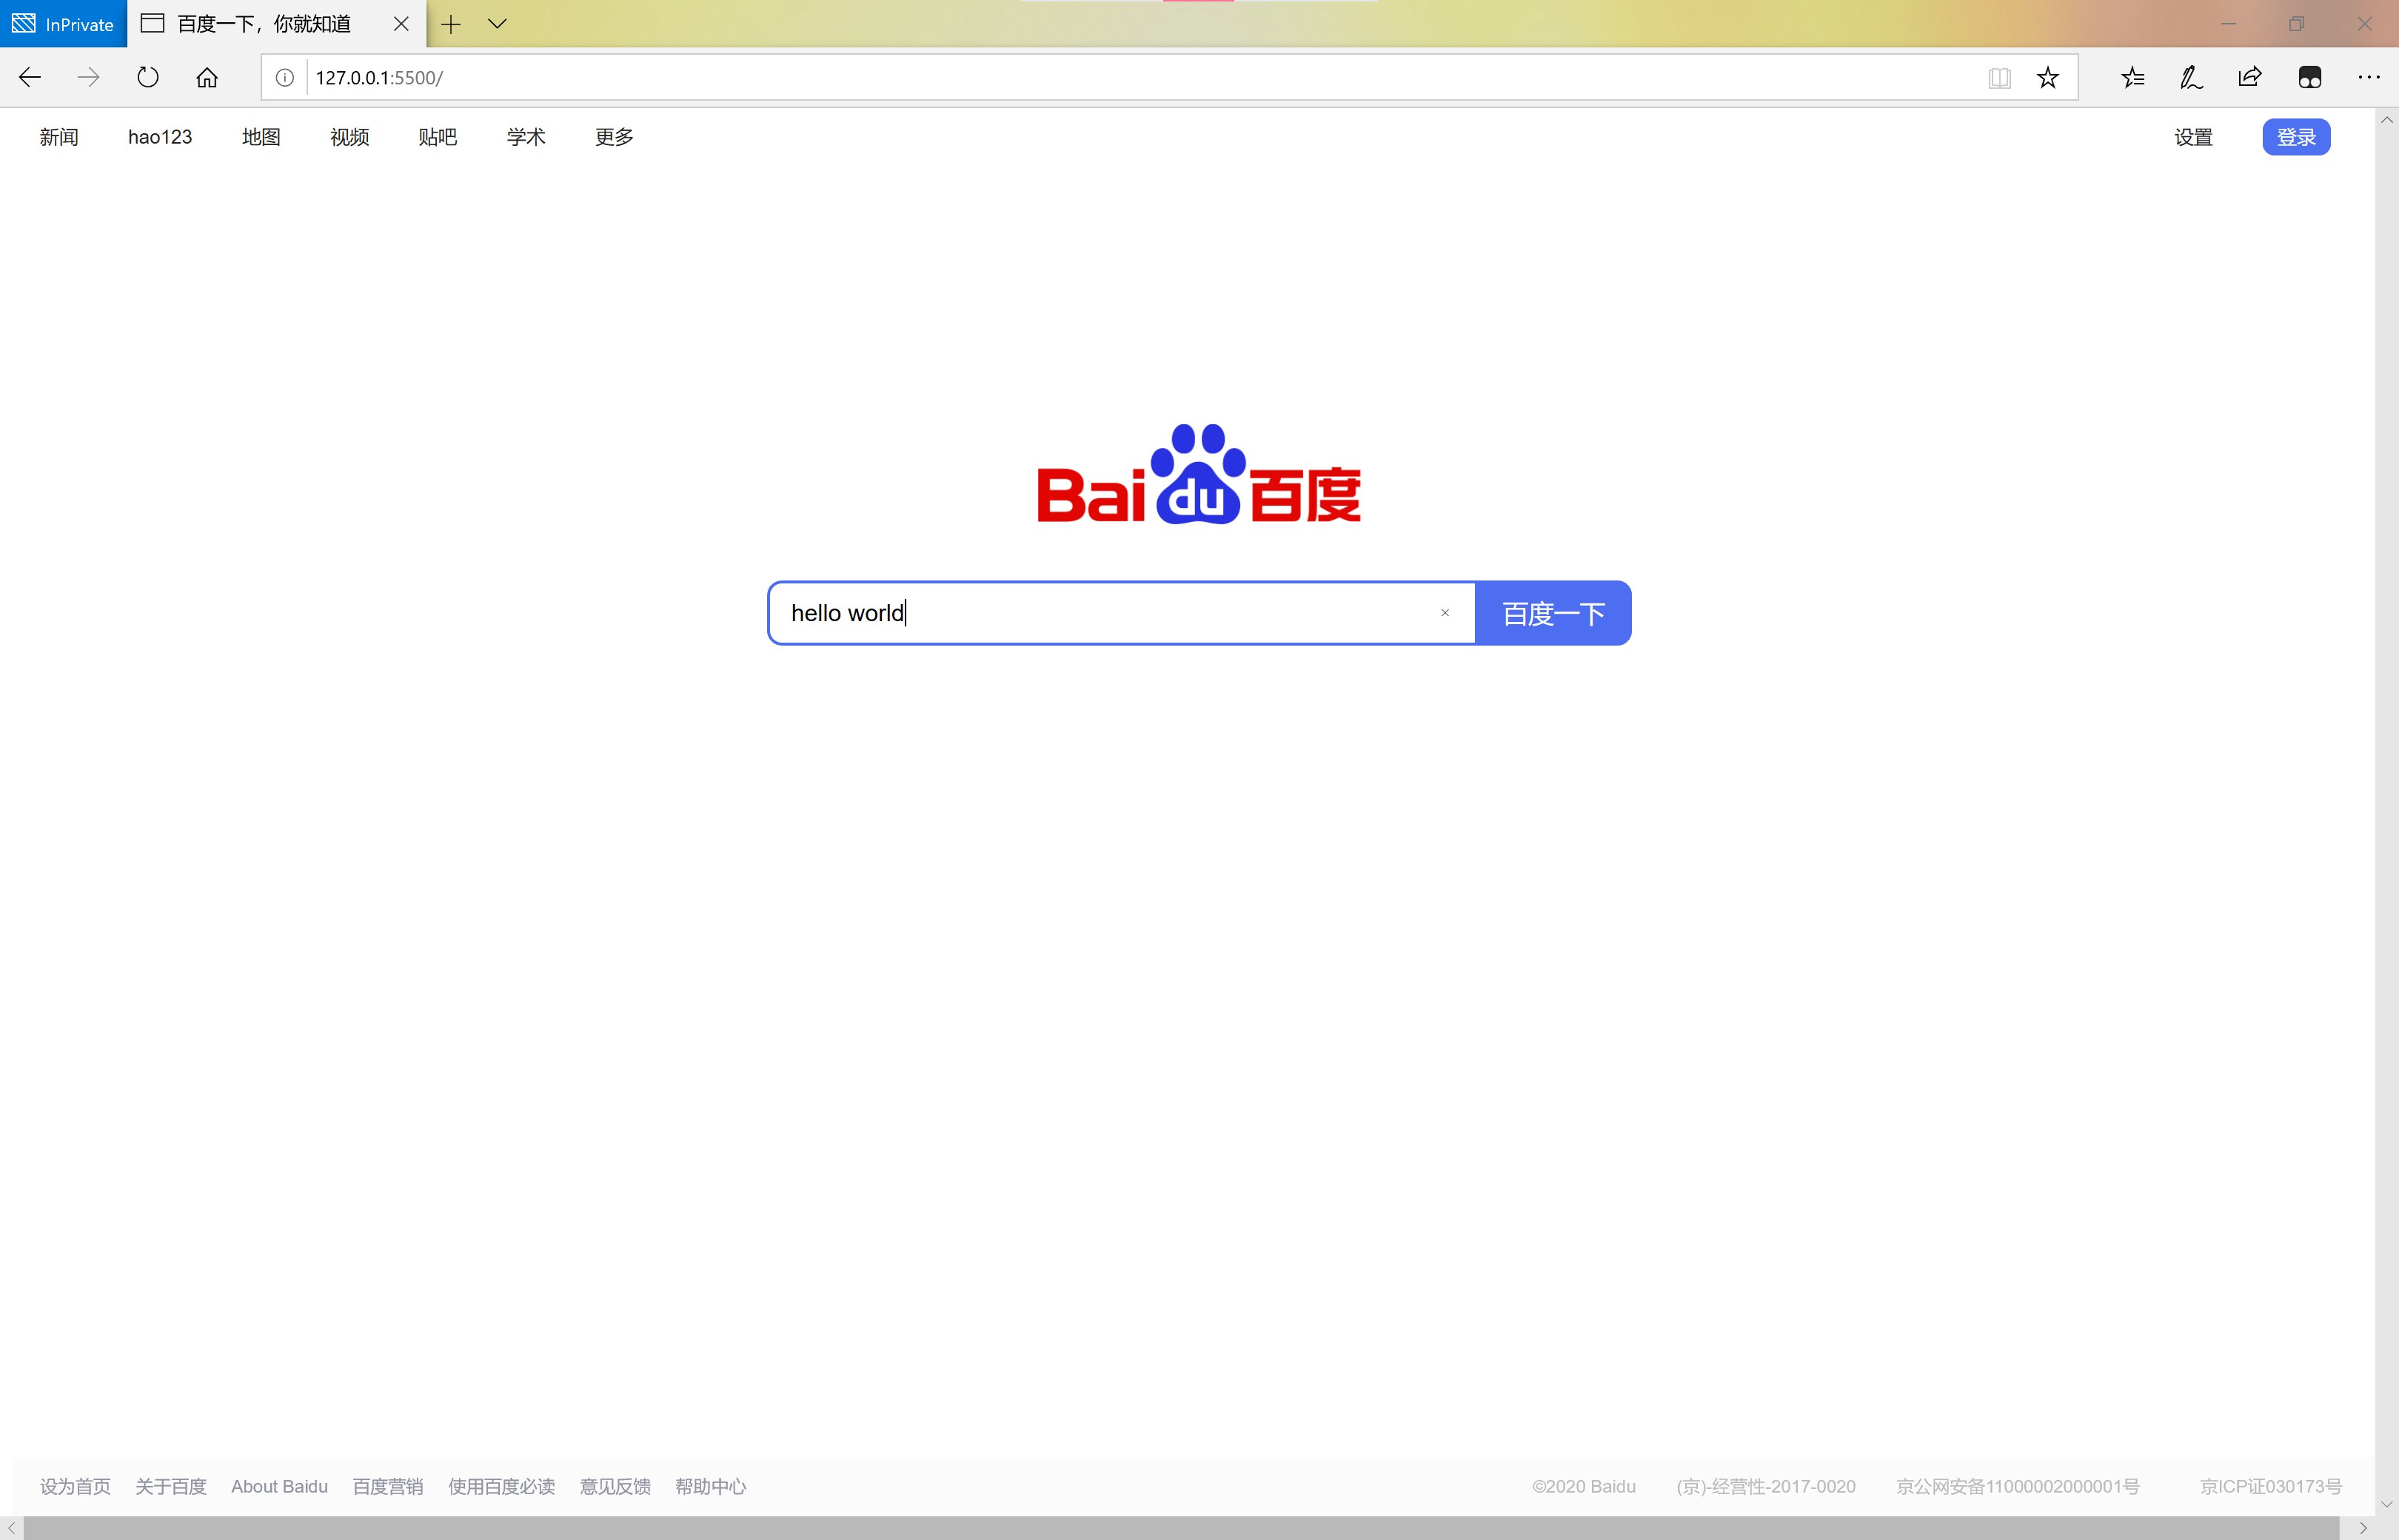 InPrivate 百度一下，你就知道
127.0.0.1:5500/
新闻 hao123 地图 视频 贴吧 学术 更多 设置 登录
Bai du 百度
hello world × 百度一下
设为首页 关于百度 About Baidu 百度营销 使用百度必读 意见反馈 帮助中心 ©2020 Baidu (京)-经营性-2017-0020 京公网安备11000002000001号 京ICP证030173号